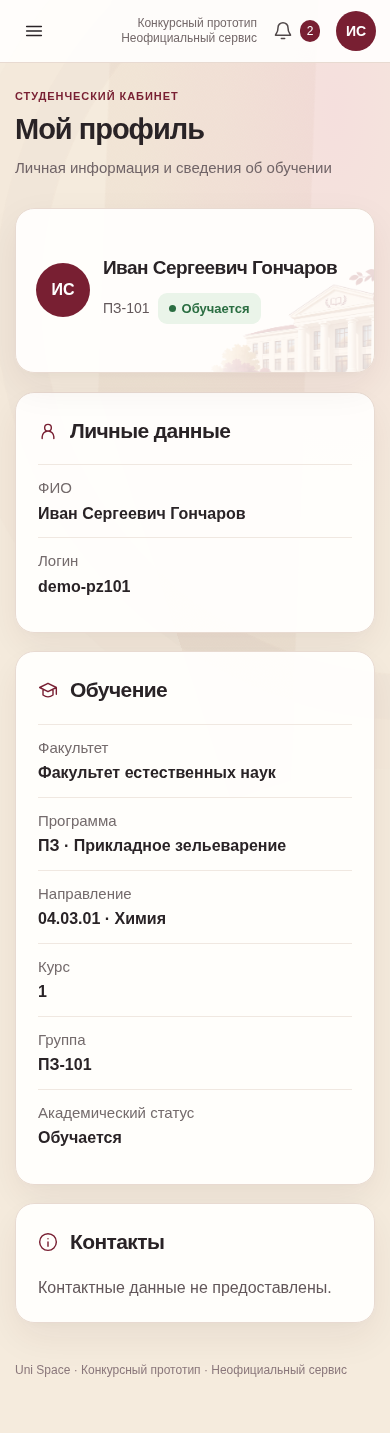 Конкурсный прототип
Неофициальный сервис
2
ИС
СТУДЕНЧЕСКИЙ КАБИНЕТ
Мой профиль
Личная информация и сведения об обучении
ИС
Иван Сергеевич Гончаров
ПЗ-101
Обучается
Личные данные
ФИО
Иван Сергеевич Гончаров
Логин
demo-pz101
Обучение
Факультет
Факультет естественных наук
Программа
ПЗ · Прикладное зельеварение
Направление
04.03.01 · Химия
Курс
1
Группа
ПЗ-101
Академический статус
Обучается
Контакты
Контактные данные не предоставлены.
Uni Space · Конкурсный прототип · Неофициальный сервис